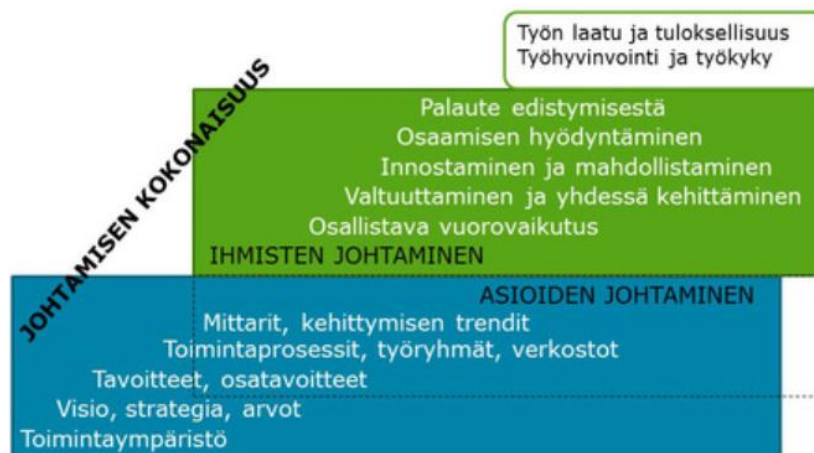 Työn laatu ja tuloksellisuus
Työhyvinvointi ja työkyky
JOHTAMISEN KOKONAISUUS
Palaute edistymisestä
Osaamisen hyödyntäminen
Innostaminen ja mahdollistaminen
Valtuuttaminen ja yhdessä kehittäminen
Osallistava vuorovaikutus
IHMISTEN JOHTAMINEN
ASIOIDEN JOHTAMINEN
Mittarit, kehittymisen trendit
Toimintaprosessit, työryhmät, verkostot
Tavoitteet, osatavoitteet
Visio, strategia, arvot
Toimintaympäristö